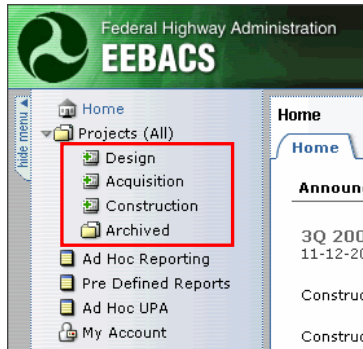 Federal Highway Administration
EEBACS
hide menu
Home
Projects (All)
Design
Acquisition
Construction
Archived
Ad Hoc Reporting
Pre Defined Reports
Ad Hoc UPA
My Account
Home
Home
Announ
3Q 200
11-12-20
Construc
Construc